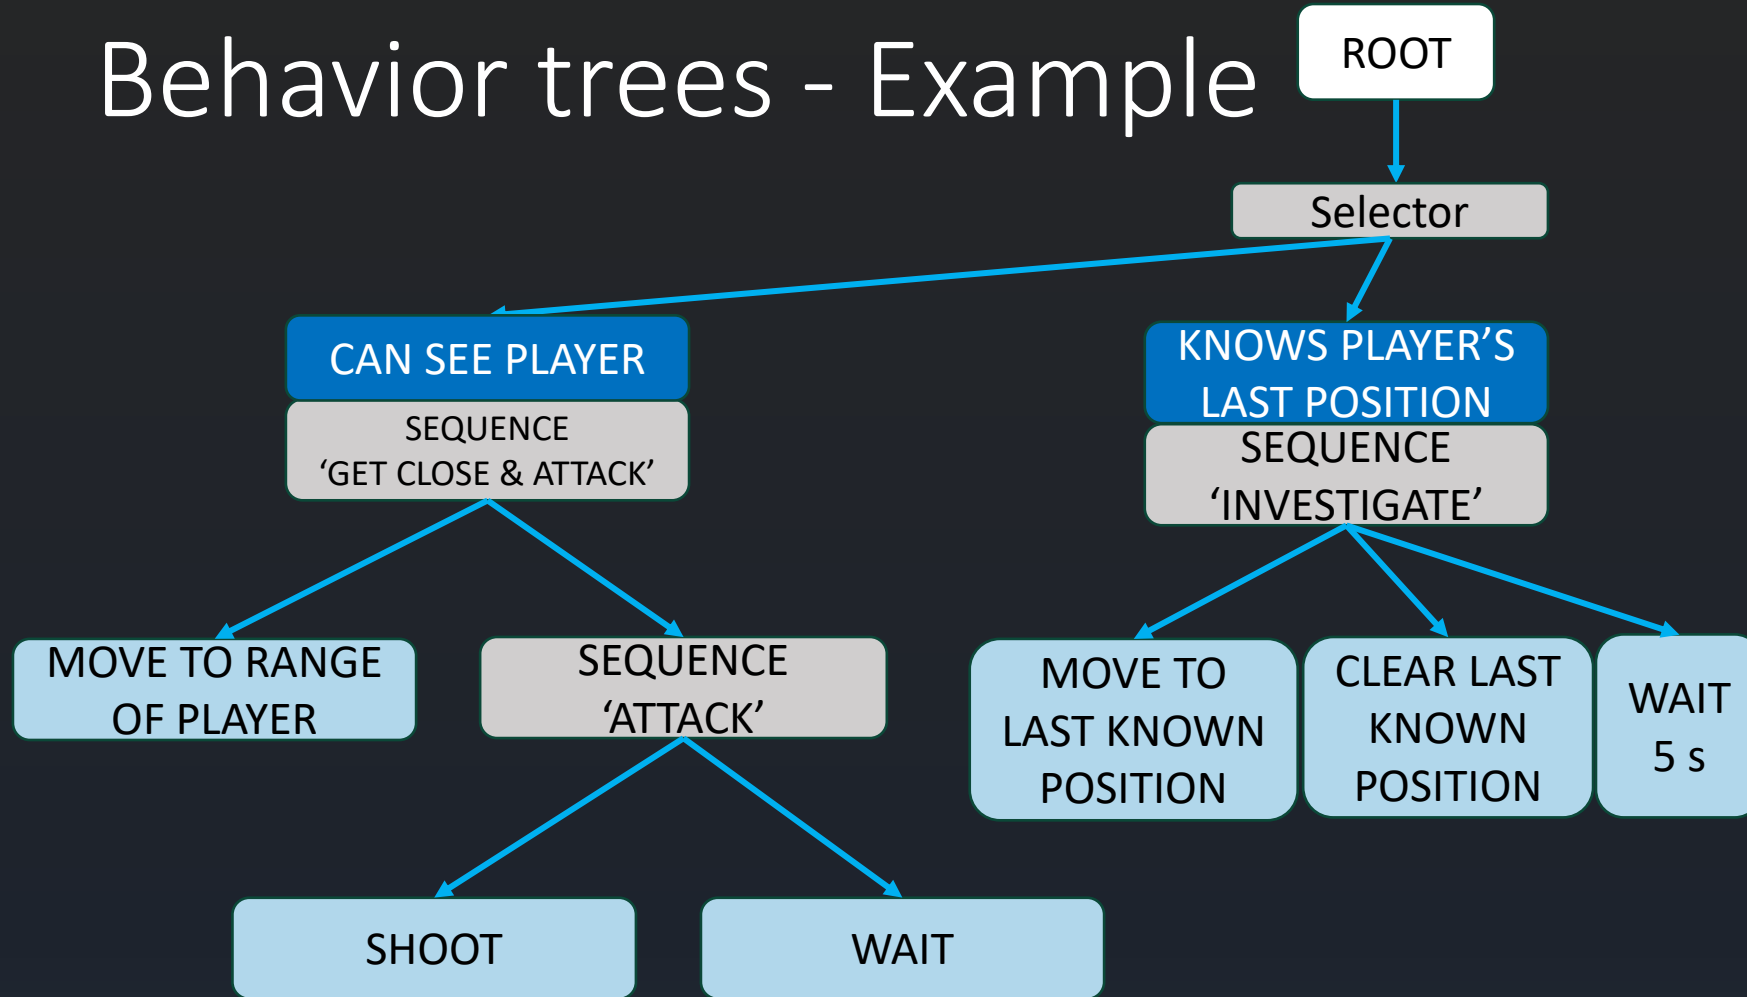 Behavior trees - Example
ROOT
Selector
CAN SEE PLAYER
SEQUENCE
‘GET CLOSE & ATTACK’
KNOWS PLAYER’S
LAST POSITION
SEQUENCE
‘INVESTIGATE’
MOVE TO RANGE
OF PLAYER
SEQUENCE
‘ATTACK’
MOVE TO
LAST KNOWN
POSITION
CLEAR LAST
KNOWN
POSITION
WAIT
5 s
SHOOT
WAIT